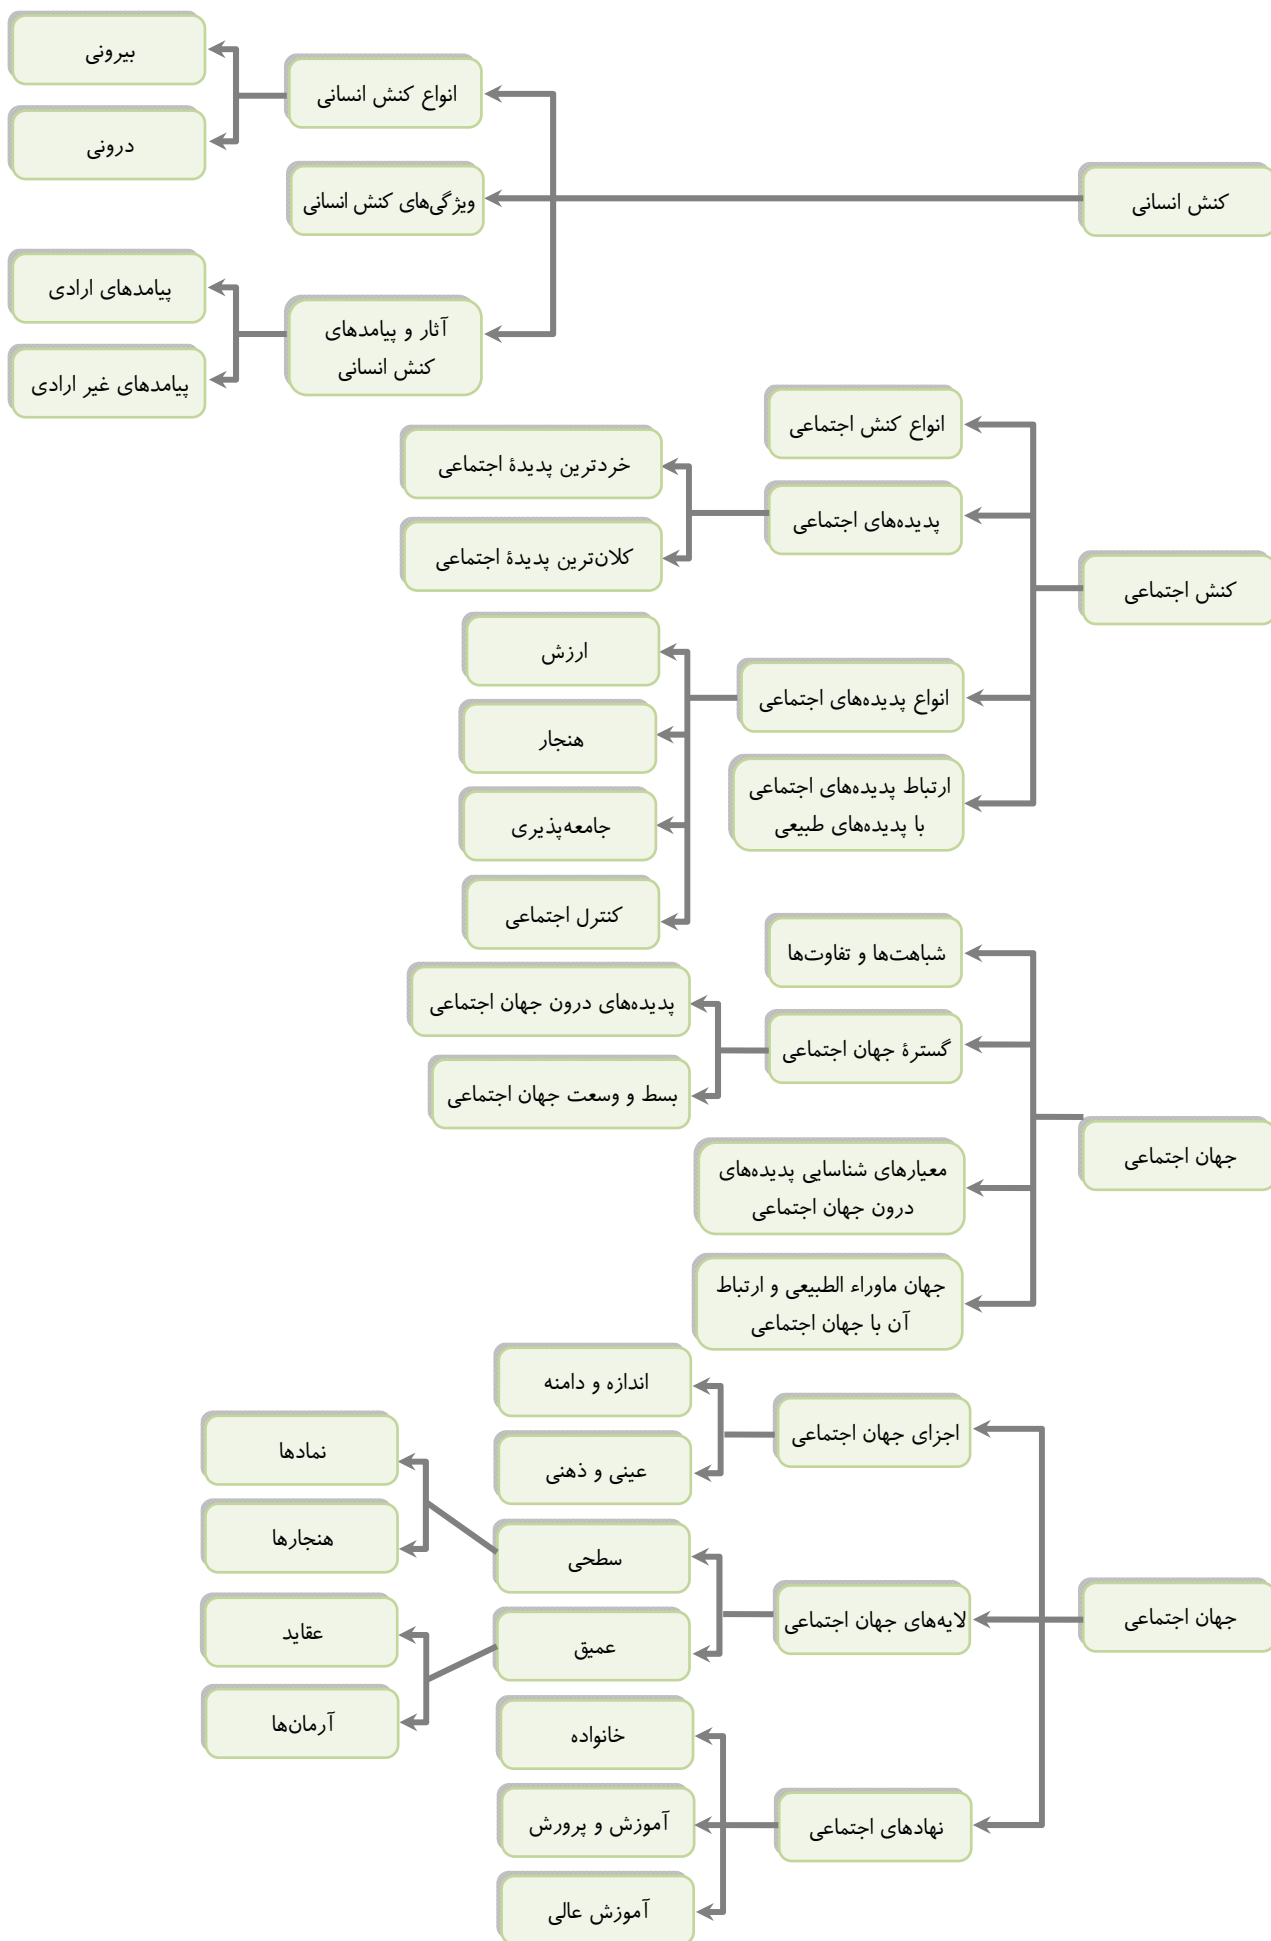 کنش انسانی
انواع کنش انسانی
بیرونی
درونی
ویژگی‌های کنش انسانی
آثار و پیامدهای
کنش انسانی
پیامدهای ارادی
پیامدهای غیر ارادی
کنش اجتماعی
انواع کنش اجتماعی
پدیده‌های اجتماعی
خردترین پدیدهٔ اجتماعی
کلان‌ترین پدیدهٔ اجتماعی
انواع پدیده‌های اجتماعی
ارزش
هنجار
جامعه‌پذیری
کنترل اجتماعی
ارتباط پدیده‌های اجتماعی
با پدیده‌های طبیعی
جهان اجتماعی
شباهت‌ها و تفاوت‌ها
گسترهٔ جهان اجتماعی
پدیده‌های درون جهان اجتماعی
بسط و وسعت جهان اجتماعی
معیارهای شناسایی پدیده‌های
درون جهان اجتماعی
جهان ماوراء الطبیعی و ارتباط
آن با جهان اجتماعی
جهان اجتماعی
اجزای جهان اجتماعی
اندازه و دامنه
عینی و ذهنی
لایه‌های جهان اجتماعی
سطحی
نمادها
هنجارها
عمیق
عقاید
آرمان‌ها
نهادهای اجتماعی
خانواده
آموزش و پرورش
آموزش عالی